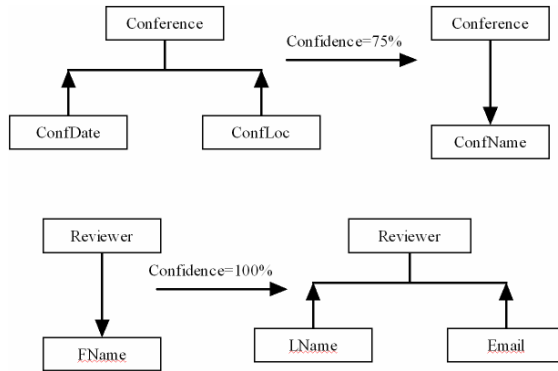 Conference
Confidence=75%
Conference
ConfDate
ConfLoc
ConfName
Reviewer
Confidence=100%
Reviewer
FName
LName
Email